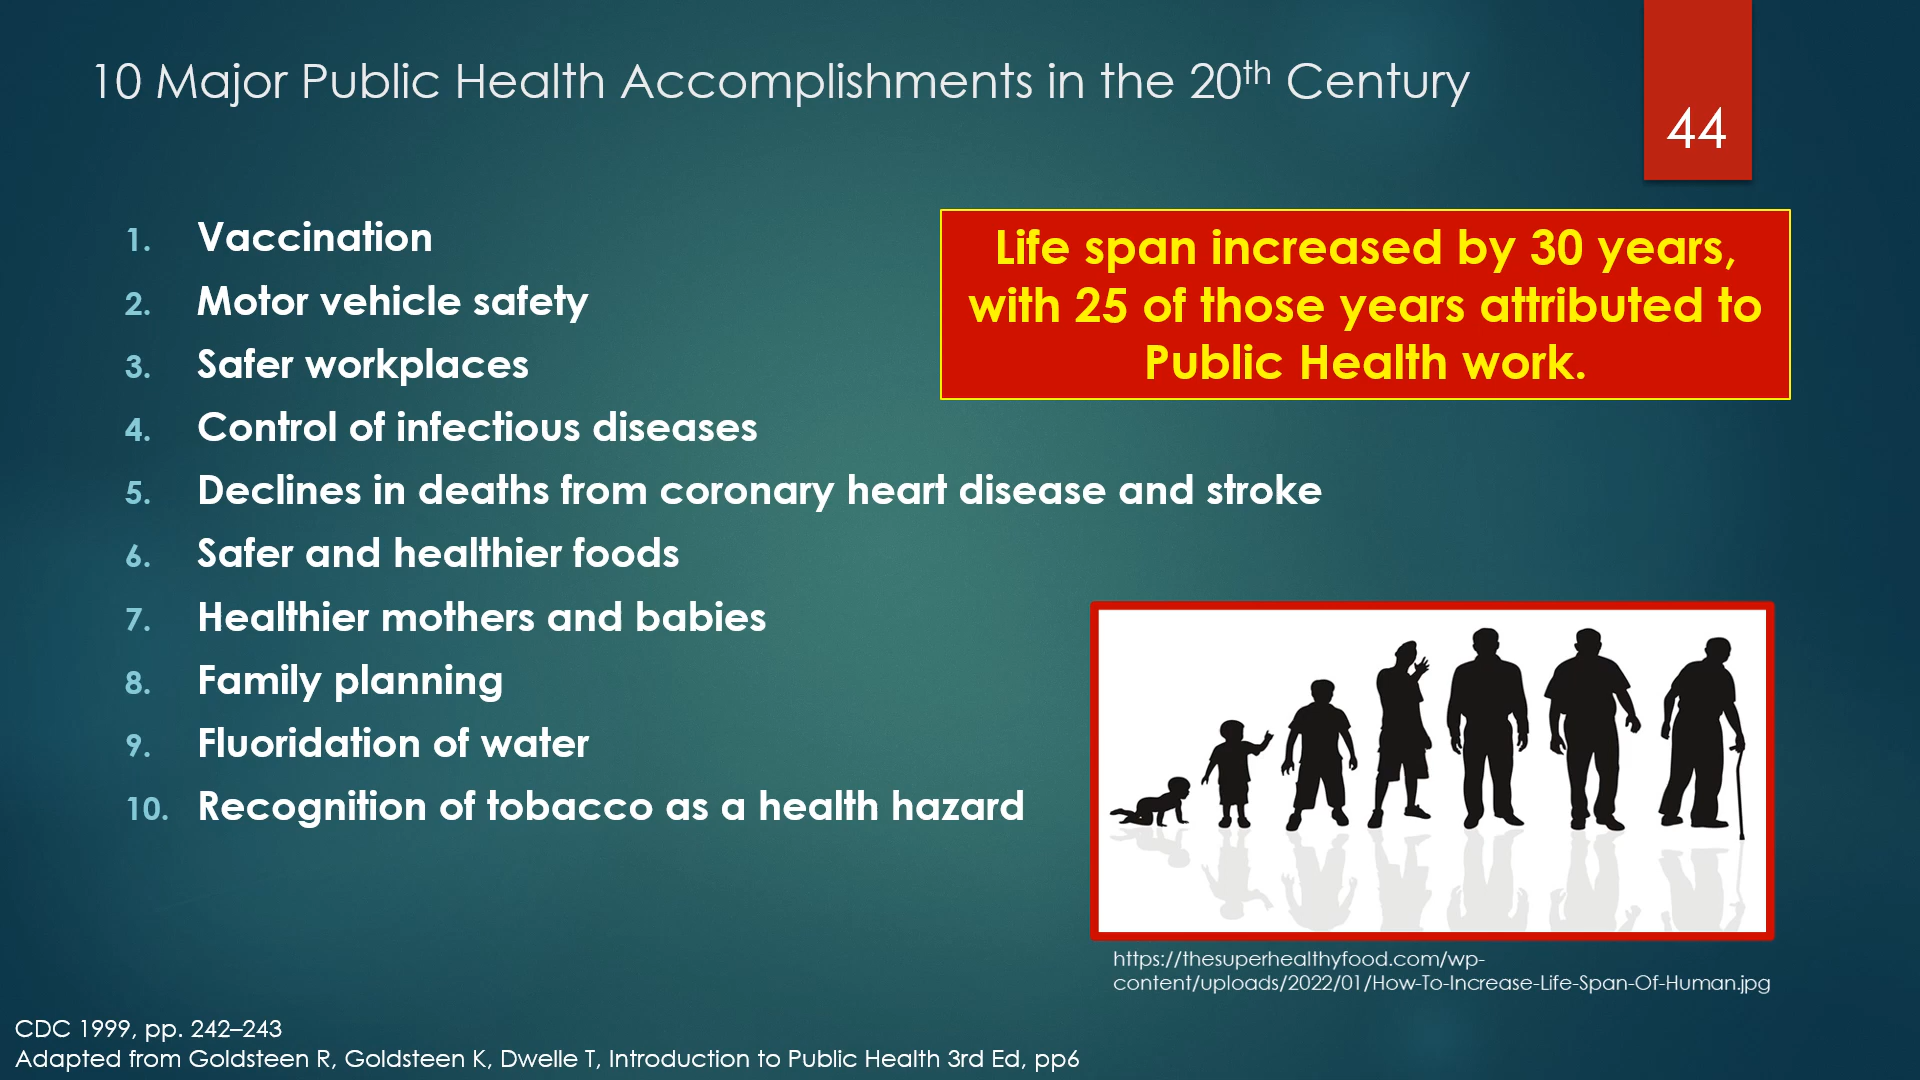 10 Major Public Health Accomplishments in the 20th Century
44
1. Vaccination
2. Motor vehicle safety
3. Safer workplaces
4. Control of infectious diseases
5. Declines in deaths from coronary heart disease and stroke
6. Safer and healthier foods
7. Healthier mothers and babies
8. Family planning
9. Fluoridation of water
10. Recognition of tobacco as a health hazard
Life span increased by 30 years,
with 25 of those years attributed to
Public Health work.
https://thesuperhealthyfood.com/wp-
content/uploads/2022/01/How-To-Increase-Life-Span-Of-Human.jpg
CDC 1999, pp. 242–243
Adapted from Goldsteen R, Goldsteen K, Dwelle T, Introduction to Public Health 3rd Ed, pp6